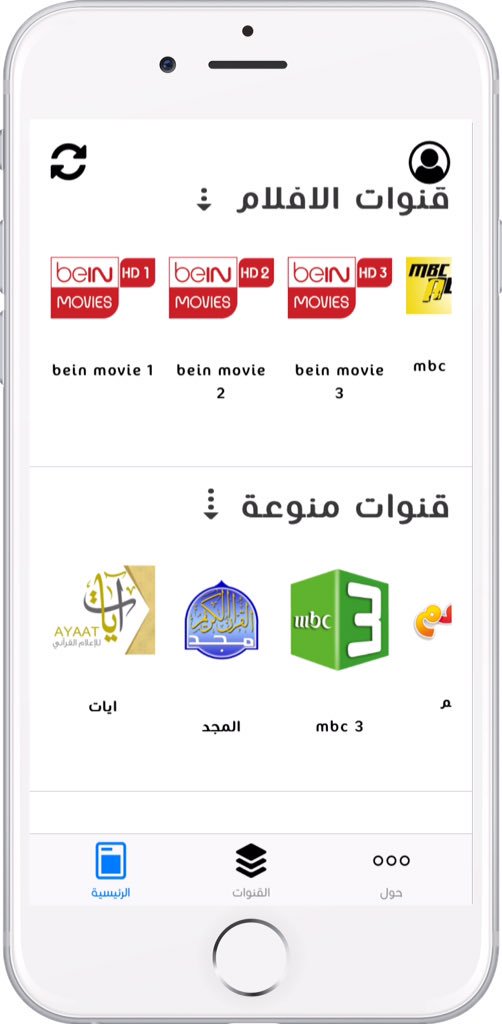 قنوات الافلام
beIN HD 1
MOVIES
beIN HD 2
MOVIES
beIN HD 3
MOVIES
MBC
bein movie 1
bein movie 2
bein movie 3
mbc
قنوات منوعة
آيات
AYAAT
للإعلام القرآني
القرآن الكريم
مجد
mbc 3
ايات
المجد
mbc 3
م
الرئيسية
القنوات
حول